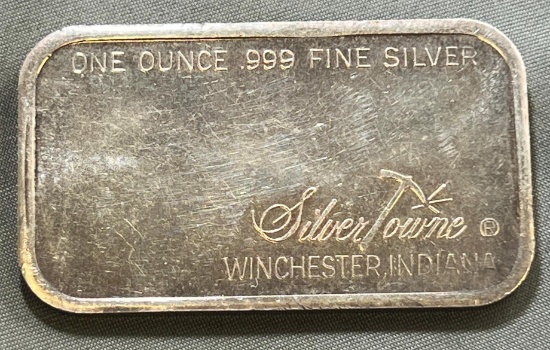 ONE OUNCE .999 FINE SILVER
SilverTowne ®
WINCHESTER, INDIANA